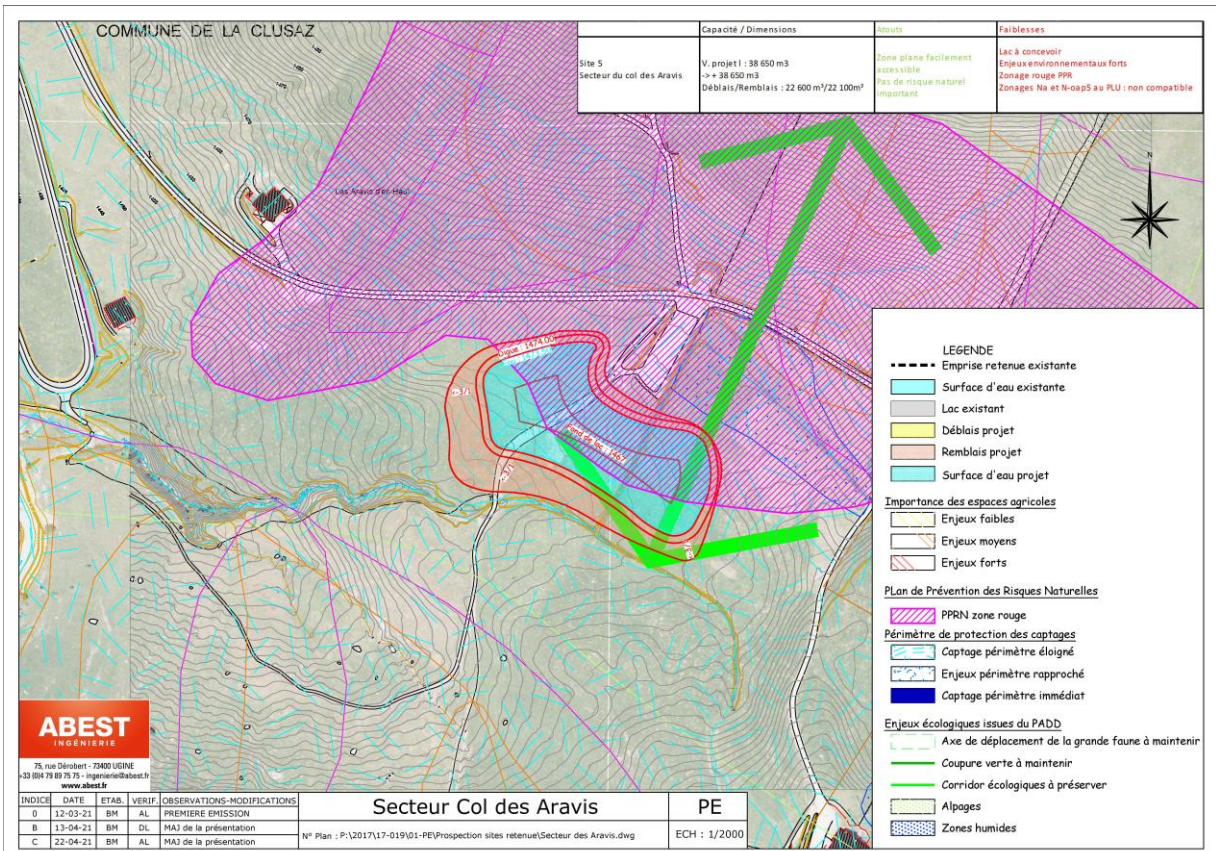 COMMUNE DE LA CLUSAZ
Capacité / Dimensions
Atouts
Faiblesses
Site 5
Secteur du col des Aravis
V. projet l : 38 650 m3
-> + 38 650 m3
Déblais/Remblais : 22 600 m³/22 100m³
Zone plane facilement
accessible
Pas de risque naturel
important
Lac à concevoir
Enjeux environnementaux forts
Zonage rouge PPR
Zonages Na et N-oap5 au PLU : non compatible
Les Aravis d'en Haut
N
Digue : 1474.00
Fond de lac : 1467
3/1
3/1
3/1
LEGENDE
Emprise retenue existante
Surface d'eau existante
Lac existant
Déblais projet
Remblais projet
Surface d'eau projet
Importance des espaces agricoles
Enjeux faibles
Enjeux moyens
Enjeux forts
PLan de Prévention des Risques Naturelles
PPRN zone rouge
Périmètre de protection des captages
Captage périmètre éloigné
Enjeux périmètre rapproché
Captage périmètre immédiat
Enjeux écologiques issues du PADD
Axe de déplacement de la grande faune à maintenir
Coupure verte à maintenir
Corridor écologiques à préserver
Alpages
Zones humides
ABEST
INGÉNIERIE
75, rue Dérobert - 73400 UGINE
+33 (0)4 79 89 75 75 - ingenierie@abest.fr
www.abest.fr
INDICE DATE ETAB. VERIF. OBSERVATIONS-MODIFICATIONS
0 12-03-21 BM AL PREMIERE EMISSION
B 13-04-21 BM DL MAJ de la présentation
C 22-04-21 BM AL MAJ de la présentation
Secteur Col des Aravis
N° Plan : P:\2017\17-019\01-PE\Prospection sites retenue\Secteur des Aravis.dwg
PE
ECH : 1/2000